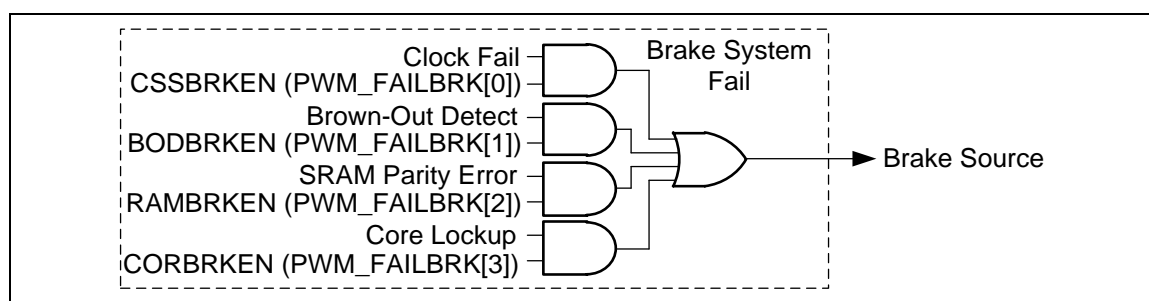 Clock Fail
CSSBRKEN (PWM_FAILBRK[0])
Brown-Out Detect
BODBRKEN (PWM_FAILBRK[1])
SRAM Parity Error
RAMBRKEN (PWM_FAILBRK[2])
Core Lockup
CORBRKEN (PWM_FAILBRK[3])
Brake System
Fail
Brake Source